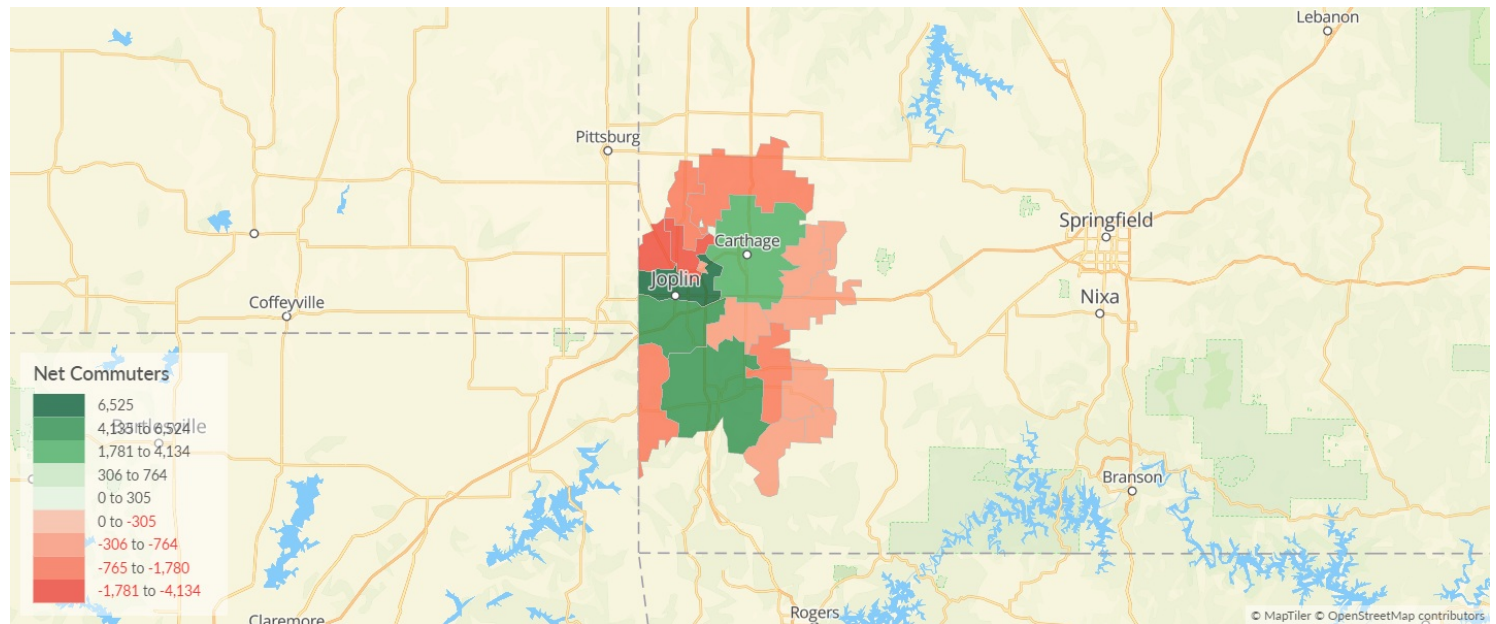 Lebanon
Pittsburg
Springfield
Carthage
Joplin
Nixa
Coffeyville
Net Commuters
6,525
Bartlesville
4,135 to 6,524
1,781 to 4,134
306 to 764
0 to 305
0 to -305
-306 to -764
-765 to -1,780
-1,781 to -4,134
Branson
Rogers
Claremore
© MapTiler © OpenStreetMap contributors